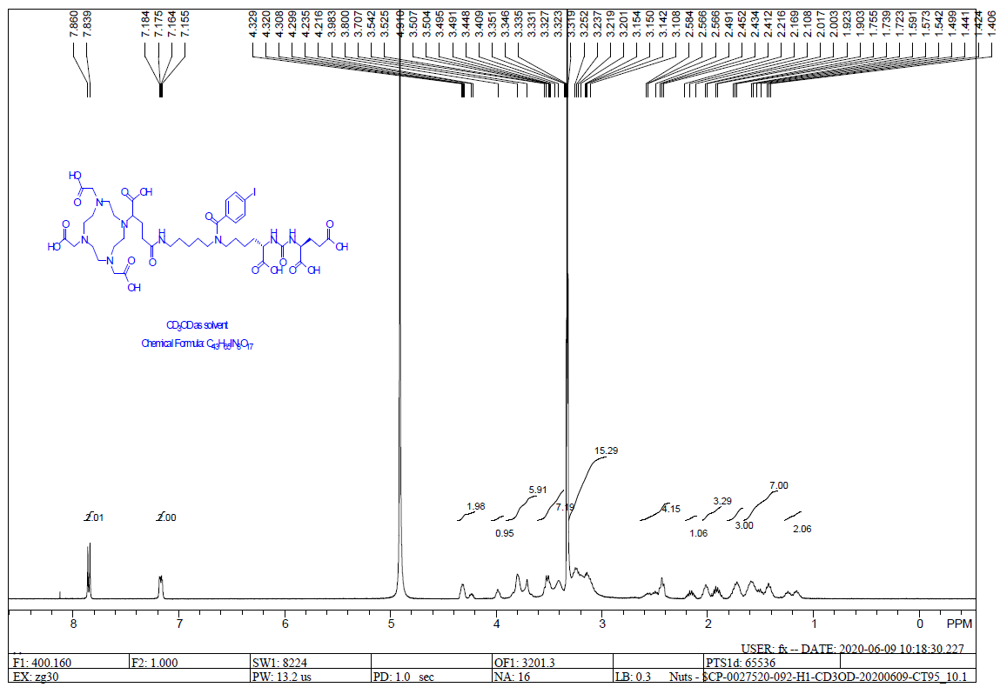 7.860 7.839 7.184 7.175 7.164 7.155 4.329 4.320 4.308 4.299 4.235 4.216 3.983 3.800 3.707 3.542 3.525 4.910 3.507 3.504 3.495 3.491 3.448 3.409 3.351 3.346 3.335 3.331 3.327 3.323 3.319 3.252 3.237 3.219 3.201 3.154 3.150 3.142 3.108 2.584 2.566 2.566 2.491 2.452 2.434 2.412 2.216 2.169 2.108 2.017 2.003 1.923 1.903 1.755 1.739 1.723 1.591 1.573 1.542 1.499 1.441 1.424 1.406
HO
O
O
OH
I
N
N
O
O
HO
N
H
N
N
H
N
H
N
O
OH
N
O
O
OH
O
O
OH
O
OH
O
OH
CD3OD as solvent
Chemical Formula: C43H65IN8O17
15.29
2.01 2.00 1.98 0.95 5.91 7.19 4.15 1.06 3.29 3.00 7.00 2.06
8 7 6 5 4 3 2 1 0 PPM
USER: fx -- DATE: 2020-06-09 10:18:30.227
F1: 400.160 F2: 1.000 SW1: 8224 OF1: 3201.3 PTS1d: 65536
EX: zg30 PW: 13.2 us PD: 1.0 sec NA: 16 LB: 0.3 Nuts - $CP-0027520-092-H1-CD3OD-20200609-CT95_10.1